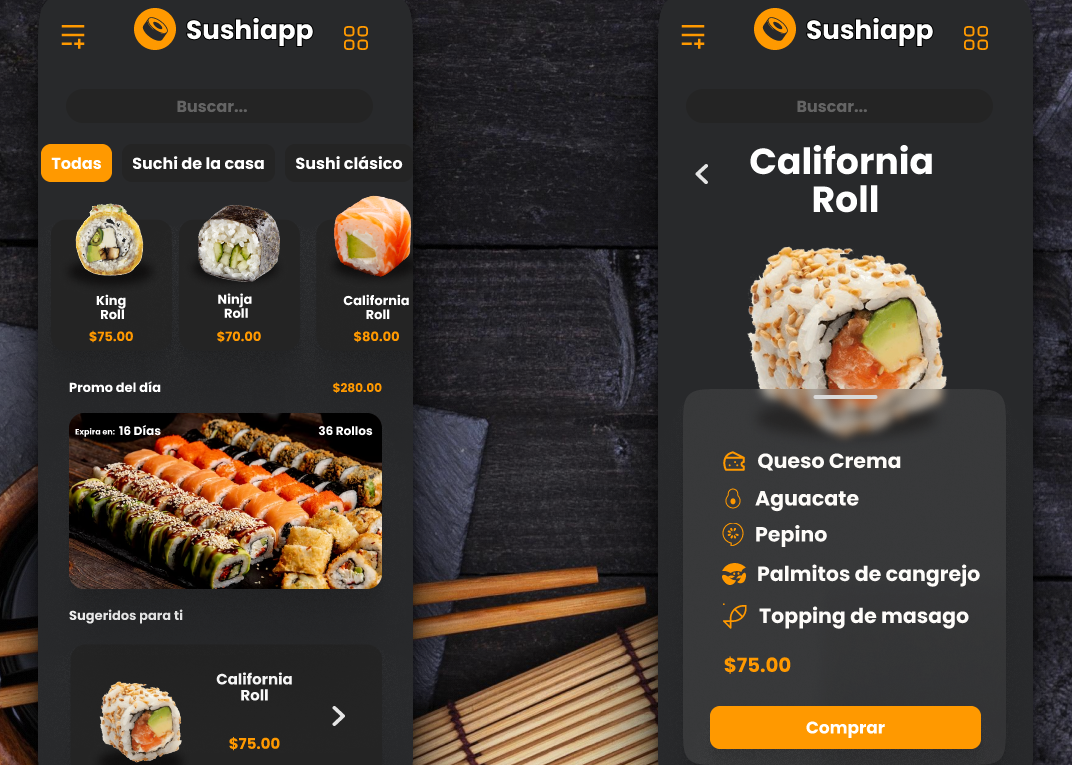 Sushiapp
Buscar...
Todas
Suchi de la casa
Sushi clásico
King
Roll
$75.00
Ninja
Roll
$70.00
California
Roll
$80.00
Promo del día
$280.00
Expira en: 16 Días
36 Rollos
Sugeridos para ti
California
Roll
$75.00
Sushiapp
Buscar...
California
Roll
Queso Crema
Aguacate
Pepino
Palmitos de cangrejo
Topping de masago
$75.00
Comprar